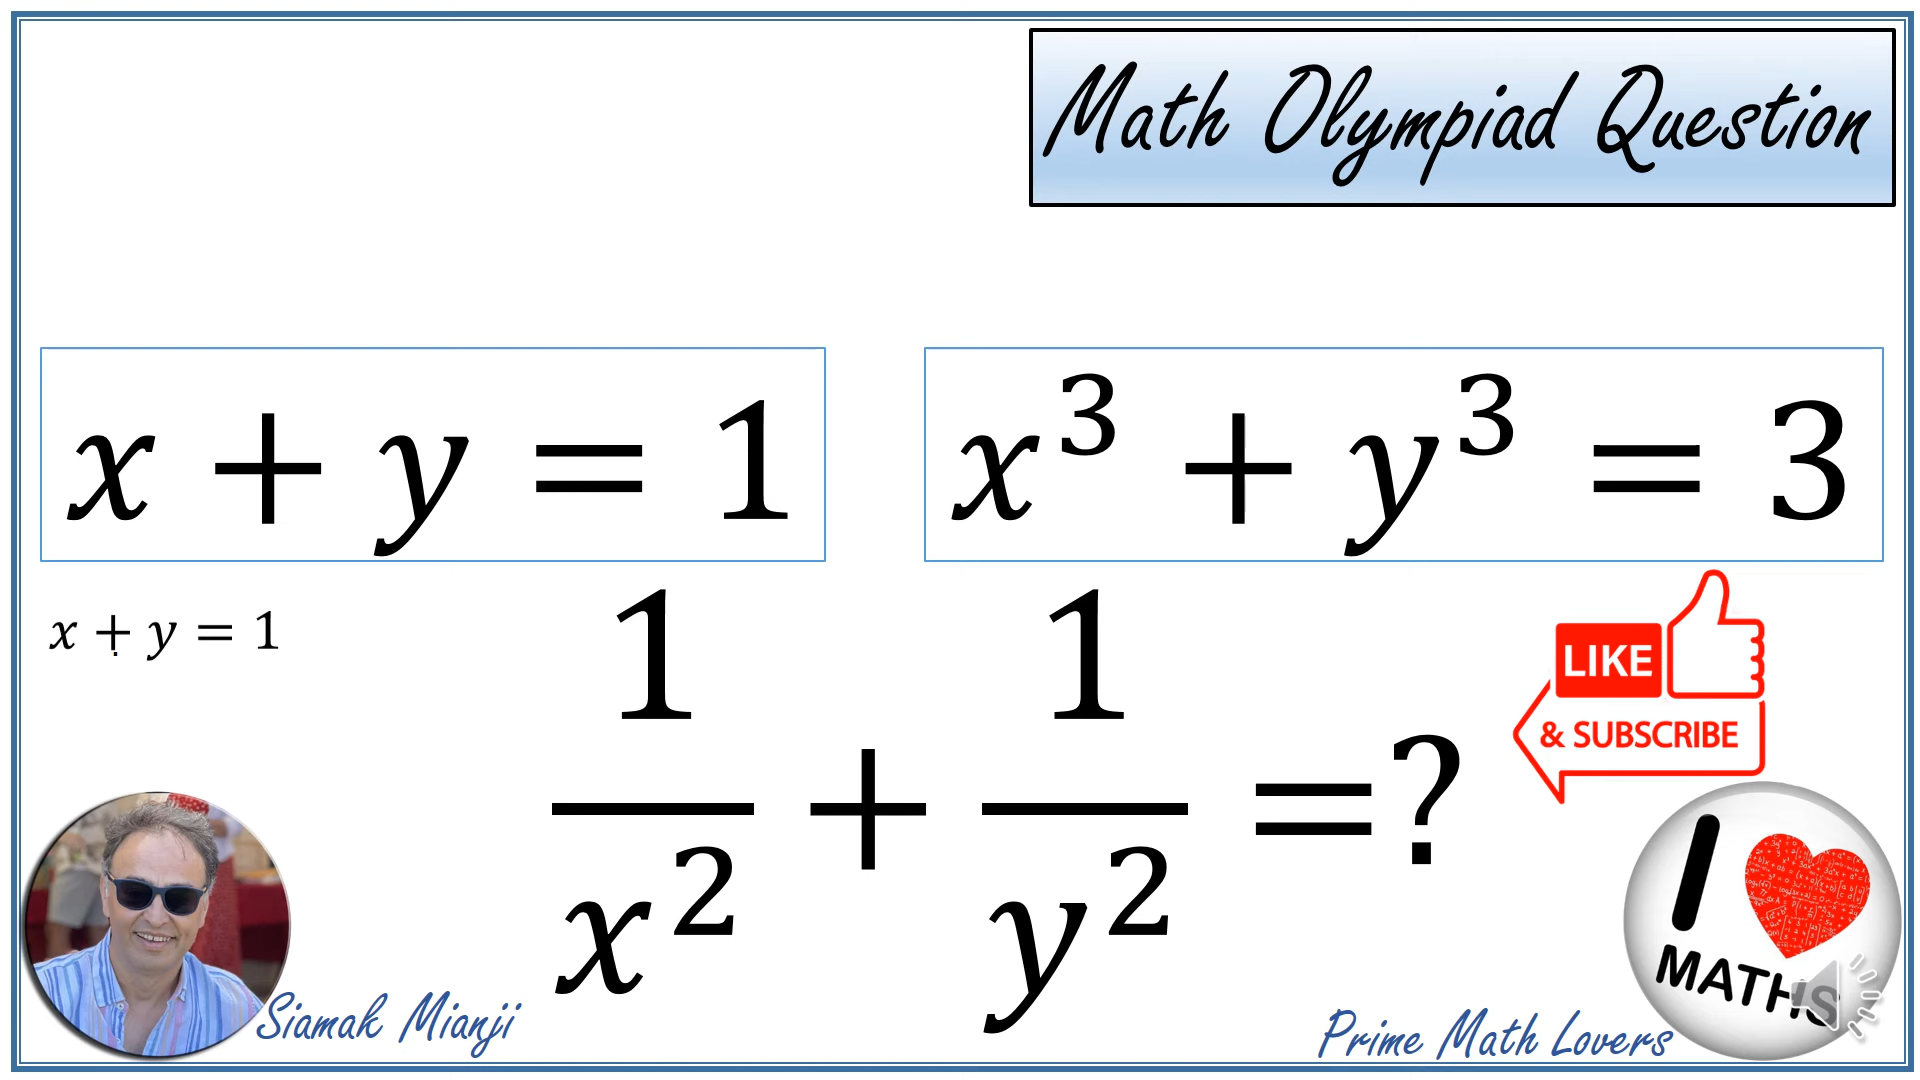 Math Olympiad Question
x + y = 1
x³ + y³ = 3
x + y = 1
1/x² + 1/y² =?
LIKE
& SUBSCRIBE
I
MATHS
Siamak Mianji
Prime Math Lovers